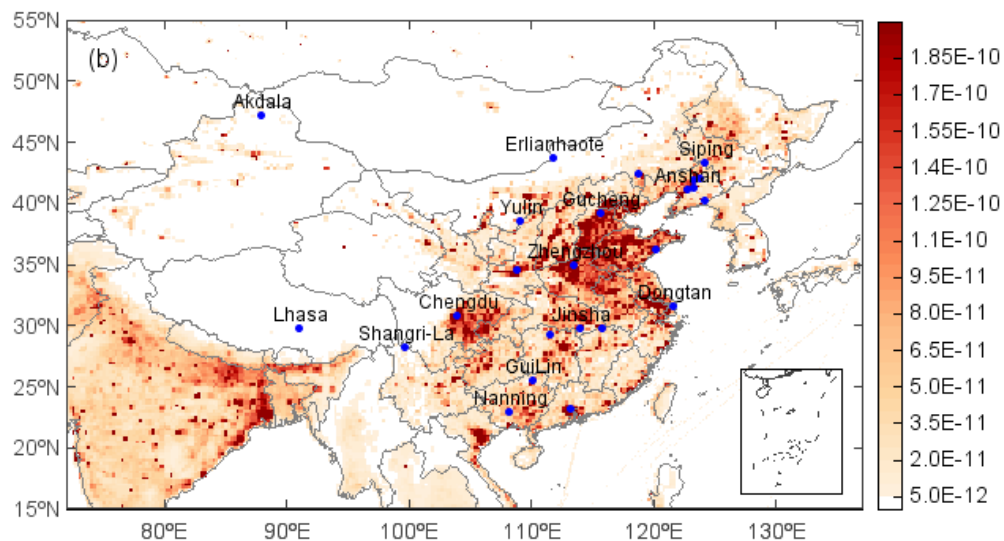 55ºN
(b)
50ºN
45ºN
40ºN
35ºN
30ºN
25ºN
20ºN
15ºN
Akdala
Erlianhaote
Siping
Anshan
Yulin
Gucheng
Zhengzhou
Dongtan
Chengdu
Jinsha
Lhasa
Shangri-La
GuiLin
Nanning
80ºE
90ºE
100ºE
110ºE
120ºE
130ºE
1.85E-10
1.7E-10
1.55E-10
1.4E-10
1.25E-10
1.1E-10
9.5E-11
8.0E-11
6.5E-11
5.0E-11
3.5E-11
2.0E-11
5.0E-12